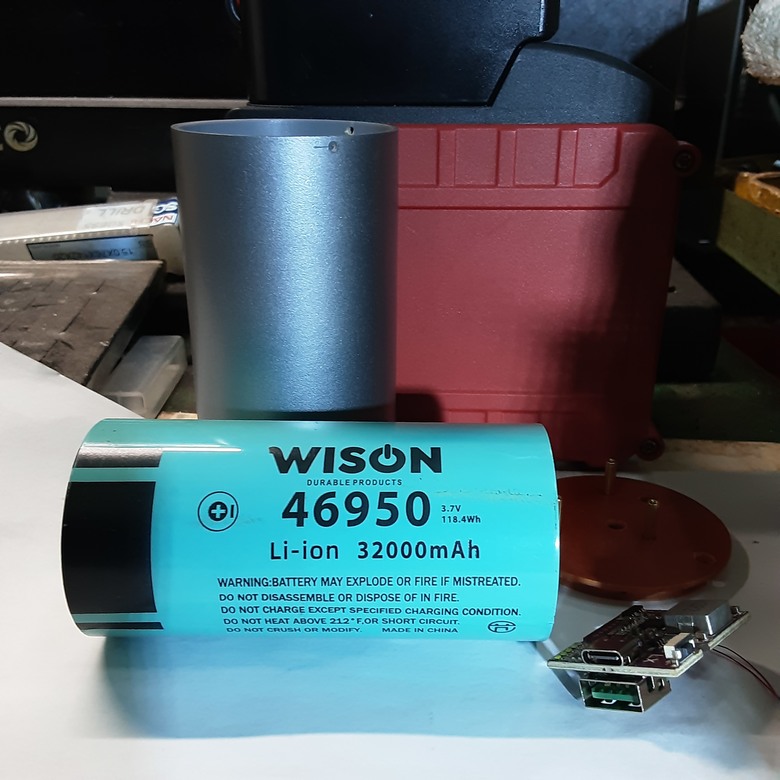 WISON
DURABLE PRODUCTS
46950
3.7V
118.4Wh
Li-ion 32000mAh
WARNING:BATTERY MAY EXPLODE OR FIRE IF MISTREATED.
DO NOT DISASSEMBLE OR DISPOSE OF IN FIRE.
DO NOT CHARGE EXCEPT SPECIFIED CHARGING CONDITION.
DO NOT HEAT ABOVE 212°F,OR SHORT CIRCUIT.
DO NOT CRUSH OR MODIFY. MADE IN CHINA
DRILL